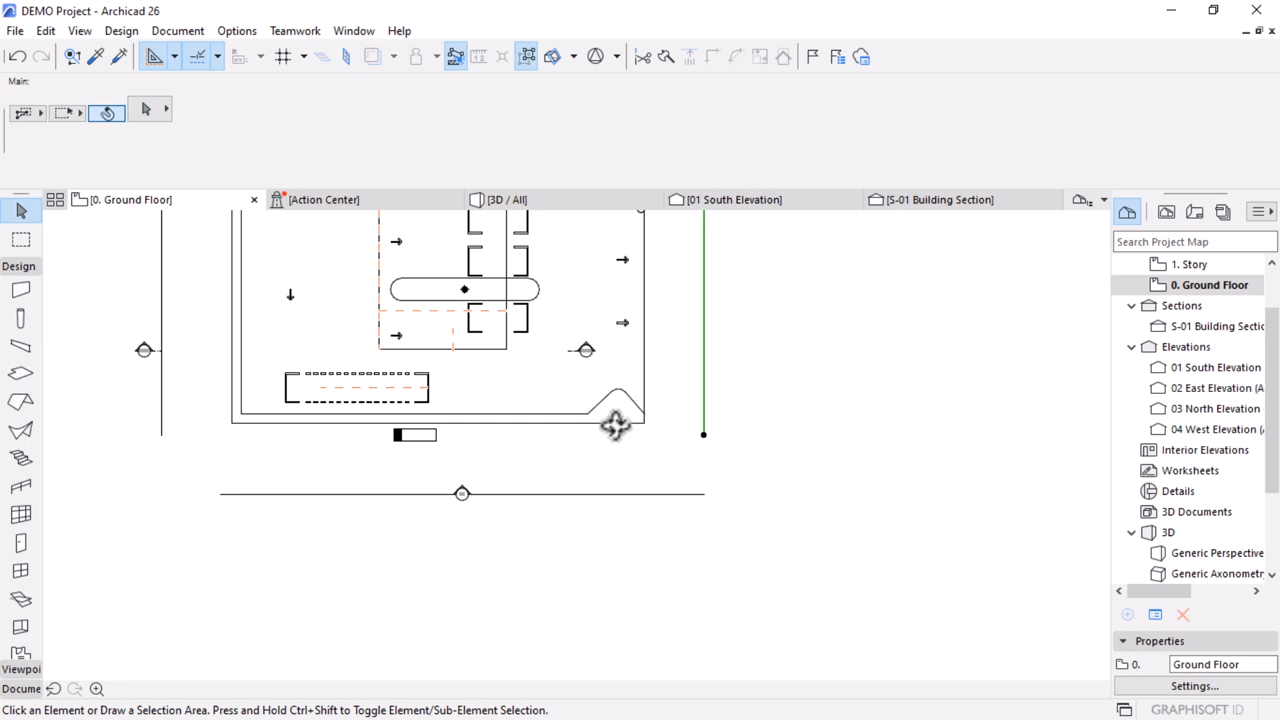 DEMO Project - Archicad 26
File Edit View Design Document Options Teamwork Window Help
Main:
[0. Ground Floor] [Action Center] [3D / All] [01 South Elevation] [S-01 Building Section]
Search Project Map
Design
1. Story
0. Ground Floor
Sections
S-01 Building Sectic
Elevations
01 South Elevation
02 East Elevation (A
03 North Elevation
04 West Elevation (A
Interior Elevations
Worksheets
Details
3D Documents
3D
Generic Perspective
Generic Axonometr
Properties
0. Ground Floor
Settings...
Viewpoi
Docume
Click an Element or Draw a Selection Area. Press and Hold Ctrl+Shift to Toggle Element/Sub-Element Selection.
GRAPHISOFT ID